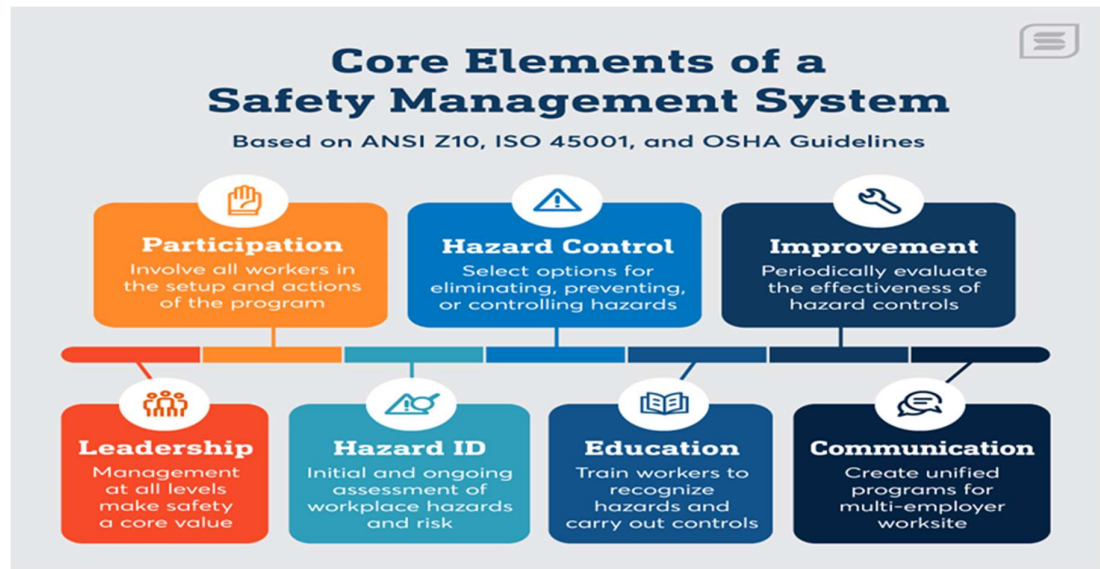 Core Elements of a
Safety Management System
Based on ANSI Z10, ISO 45001, and OSHA Guidelines
Participation
Involve all workers in
the setup and actions
of the program
Hazard Control
Select options for
eliminating, preventing,
or controlling hazards
Improvement
Periodically evaluate
the effectiveness of
hazard controls
Leadership
Management
at all levels
make safety
a core value
Hazard ID
Initial and ongoing
assessment of
workplace hazards
and risk
Education
Train workers to
recognize
hazards and
carry out controls
Communication
Create unified
programs for
multi-employer
worksite